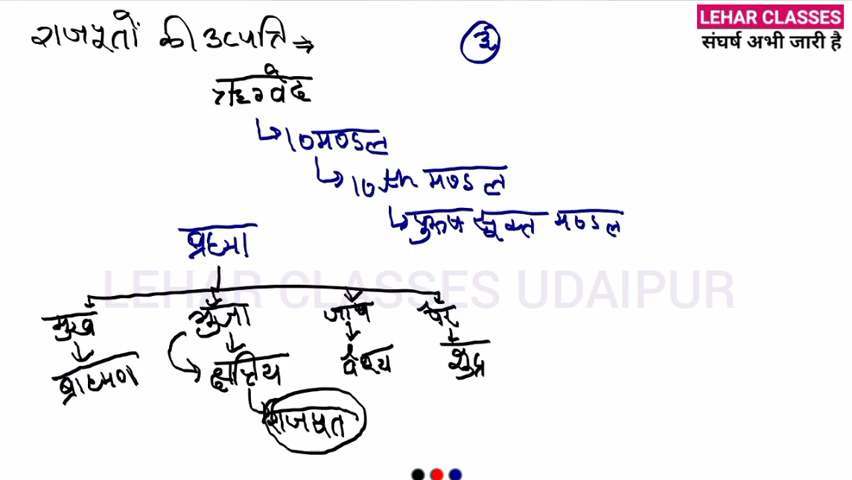 राजपूतों की उत्पत्ति ⇒
LEHAR CLASSES
संघर्ष अभी जारी है
ऋग्वेद
↳ 10 मण्डल
↳ 10th मण्डल
↳ पुरुष सूक्त मण्डल
ब्रह्मा
LEHAR CLASSES UDAIPUR
मुख भुजा जांघ पैर
ब्राह्मण क्षत्रिय वैश्य शुद्र
राजपूत